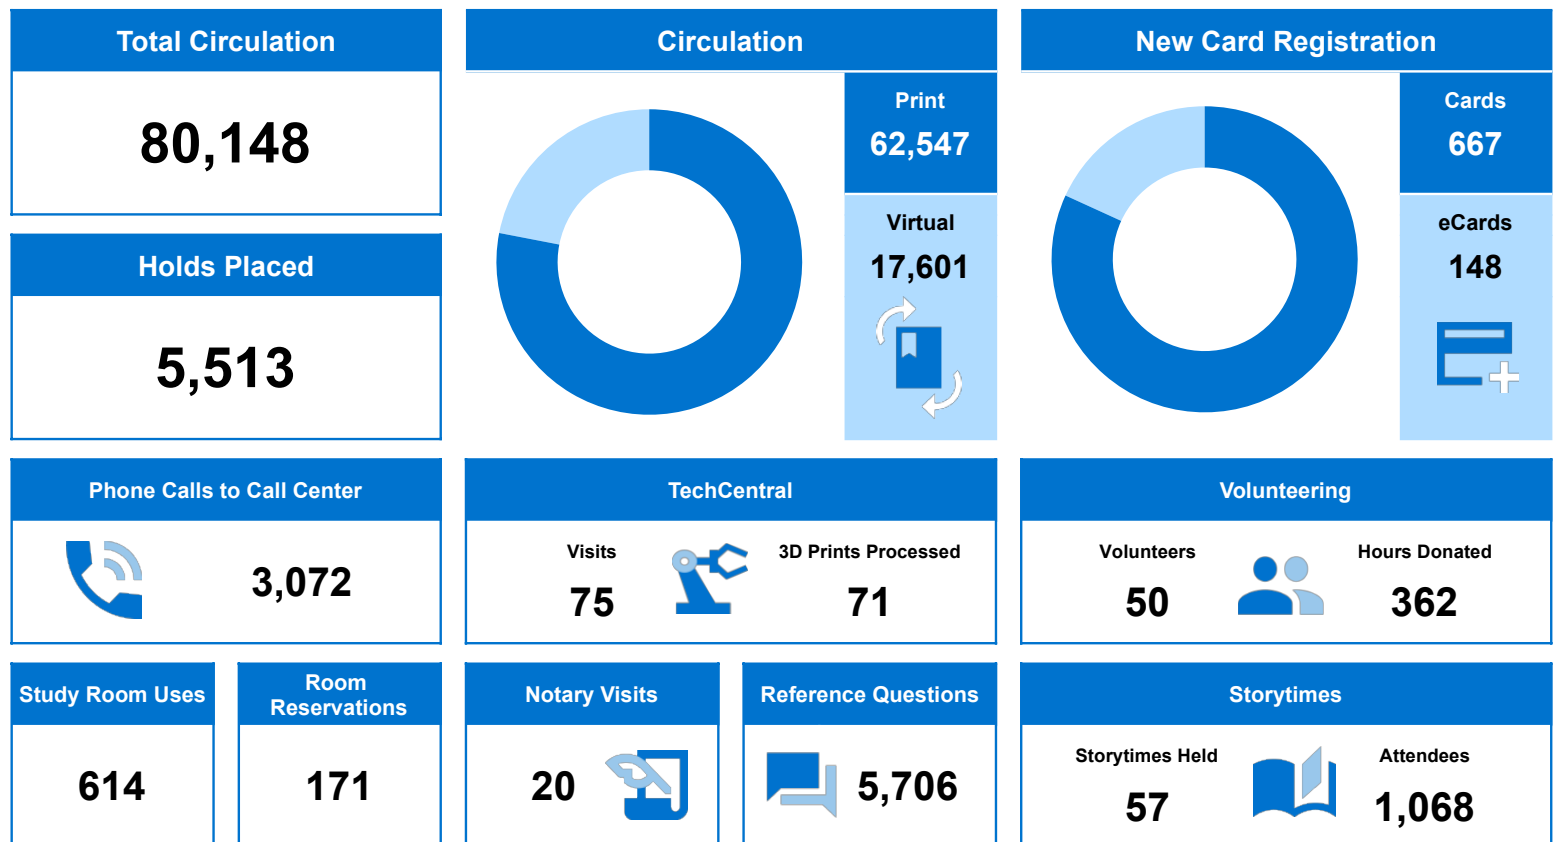 Total Circulation
80,148
Holds Placed
5,513
Circulation
Print
62,547
Virtual
17,601
New Card Registration
Cards
667
eCards
148
Phone Calls to Call Center
3,072
TechCentral
Visits
75
3D Prints Processed
71
Volunteering
Volunteers
50
Hours Donated
362
Study Room Uses
614
Room
Reservations
171
Notary Visits
20
Reference Questions
5,706
Storytimes
Storytimes Held
57
Attendees
1,068